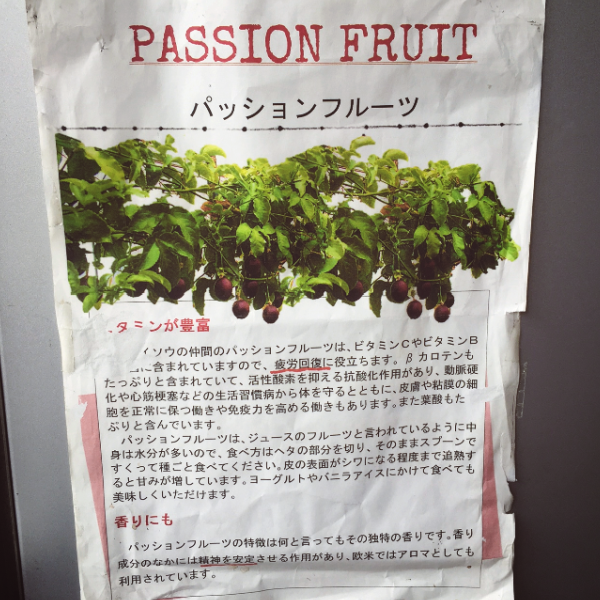 PASSION FRUIT
パッションフルーツ
タミンが豊富
イソウの仲間のパッションフルーツは、ビタミンCやビタミンB
に含まれていますので、疲労回復に役立ちます。βカロテンも
たっぷりと含まれていて、活性酸素を抑える抗酸化作用があり、動脈硬
化や心筋梗塞などの生活習慣病から体を守るとともに、皮膚や粘膜の細
胞を正常に保つ働きや免疫力を高める働きもあります。また葉酸もた
ぷりと含んでいます。
パッションフルーツは、ジュースのフルーツと言われているように中
身は水分が多いので、食べ方はヘタの部分を切り、そのままスプーンで
すくって種ごと食べてください。皮の表面がシワになる程度まで追熟す
ると甘みが増しています。ヨーグルトやバニラアイスにかけて食べても
美味しくいただけます。
香りにも
パッションフルーツの特徴は何と言ってもその独特の香りです。香り
成分のなかには精神を安定させる作用があり、欧米ではアロマとしても
利用されています。